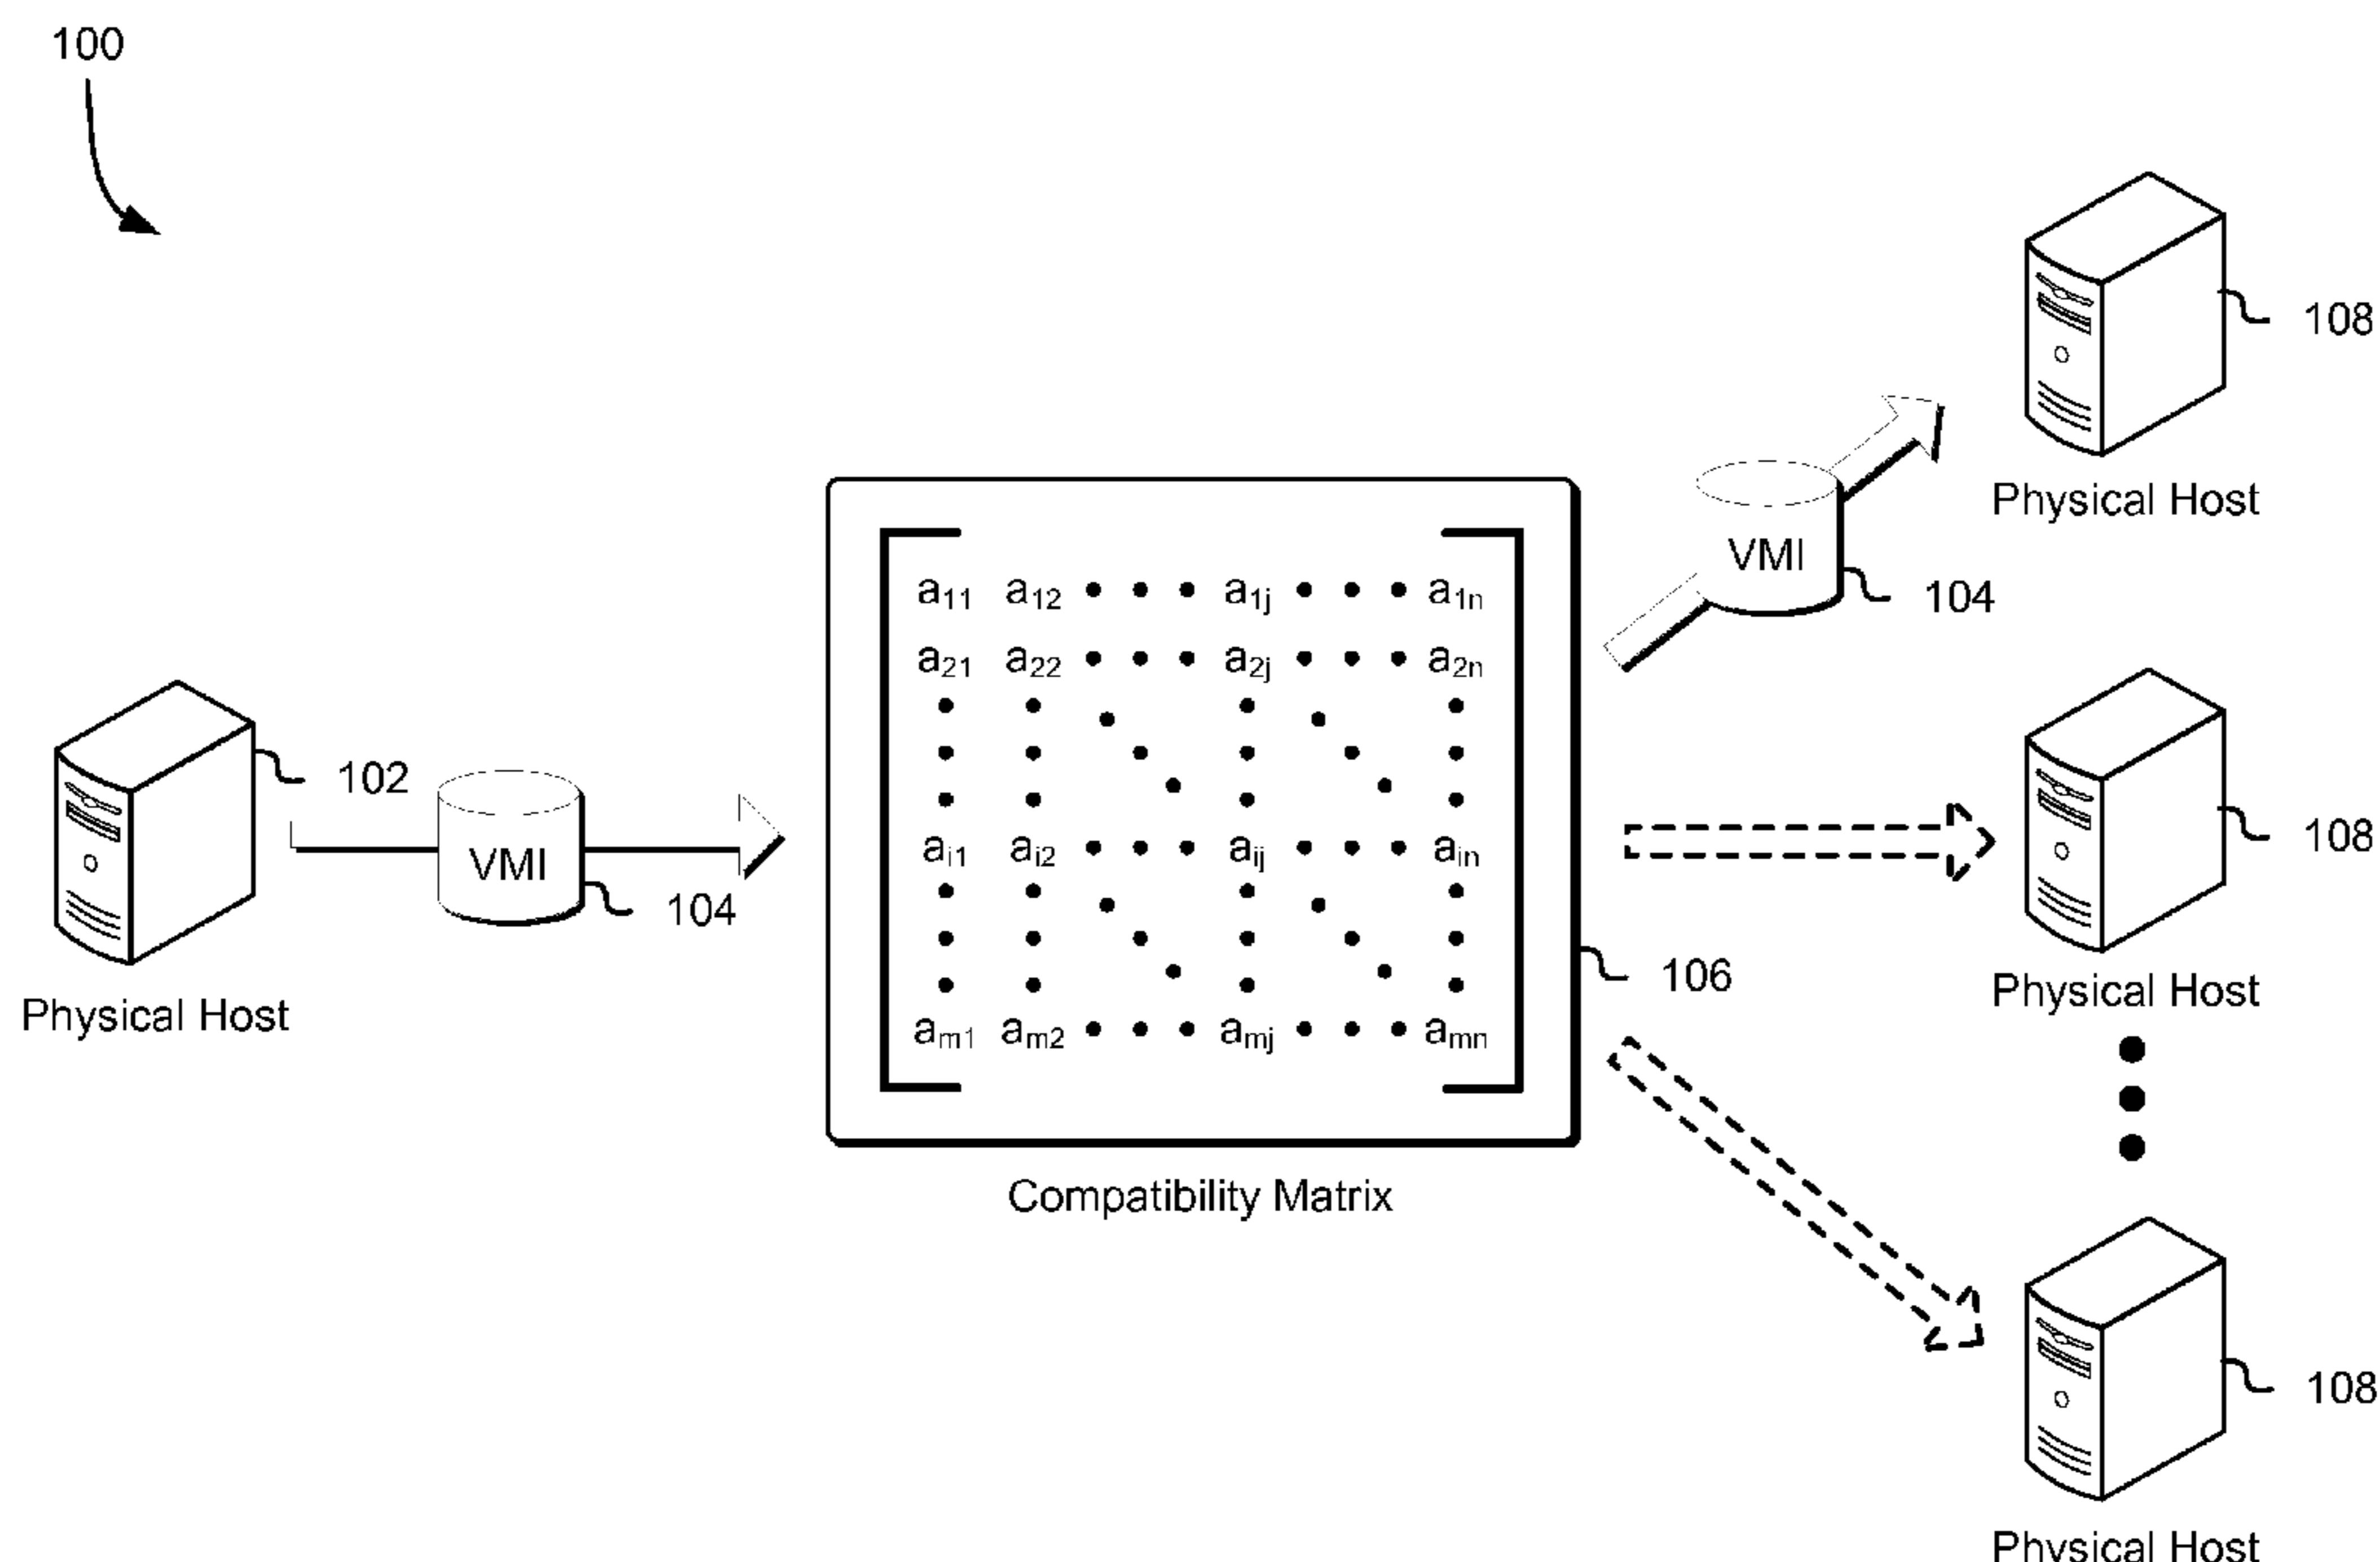 100
108
Physical Host
VMI
104
a11 a12 • • • a1j • • • a1n
a21 a22 • • • a2j • • • a2n
102
VMI
104
Physical Host
ai1 ai2 • • • aij • • • ain
am1 am2 • • • amj • • • amn
106
Compatibility Matrix
108
Physical Host
108
Physical Host